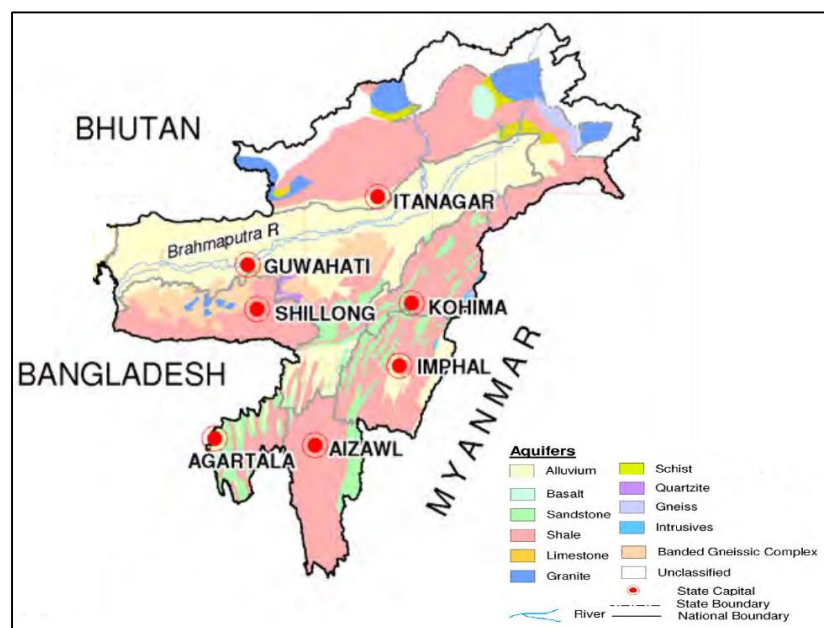 BHUTAN
ITANAGAR
Brahmaputra R
GUWAHATI
SHILLONG
KOHIMA
BANGLADESH
IMPHAL
MYANMAR
AGARTALA
AIZAWL
Aquifers
Alluvium
Basalt
Sandstone
Shale
Limestone
Granite
Schist
Quartzite
Gneiss
Intrusives
Banded Gneissic Complex
Unclassified
State Capital
State Boundary
River
National Boundary